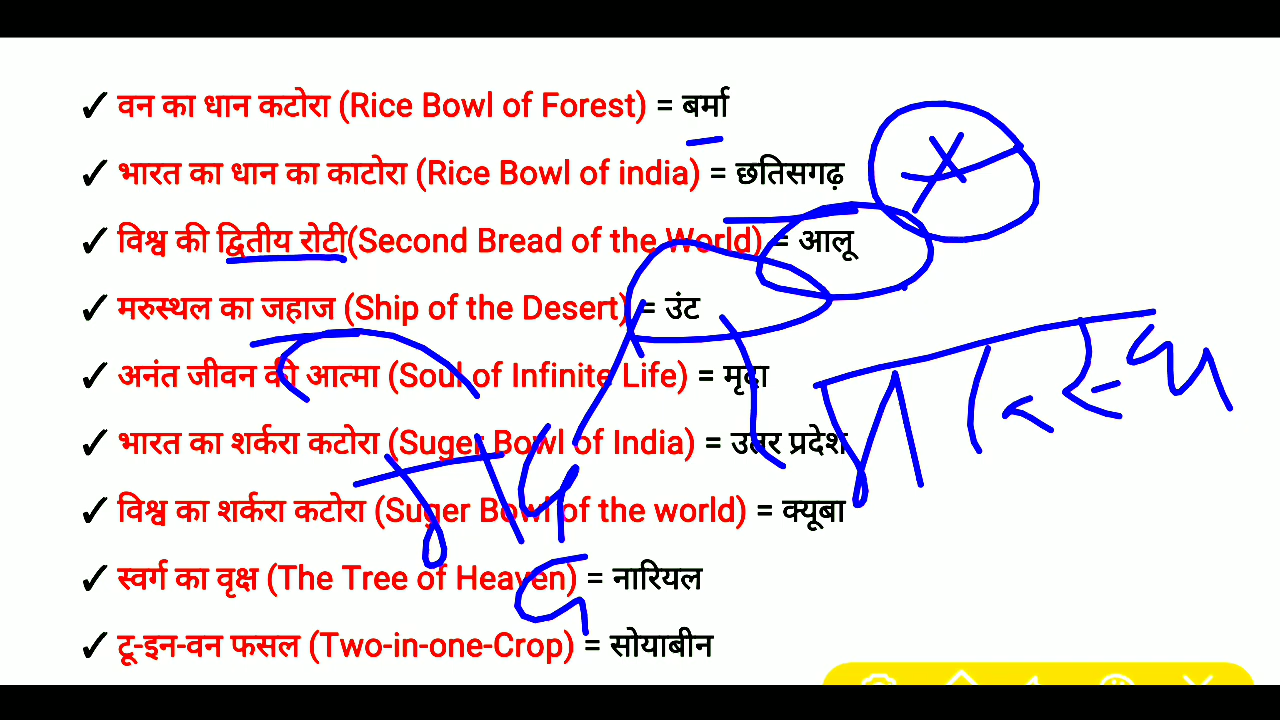 ✓ वन का धान कटोरा (Rice Bowl of Forest) = बर्मा
✓ भारत का धान का काटोरा (Rice Bowl of india) = छतिसगढ़
✓ विश्व की द्वितीय रोटी(Second Bread of the World) = आलू
✓ मरुस्थल का जहाज (Ship of the Desert) = उंट
✓ अनंत जीवन की आत्मा (Soul of Infinite Life) = मृदा
✓ भारत का शर्करा कटोरा (Suger Bowl of India) = उत्तर प्रदेश
✓ विश्व का शर्करा कटोरा (Suger Bowl of the world) = क्यूबा
✓ स्वर्ग का वृक्ष (The Tree of Heaven) = नारियल
✓ टू-इन-वन फसल (Two-in-one-Crop) = सोयाबीन